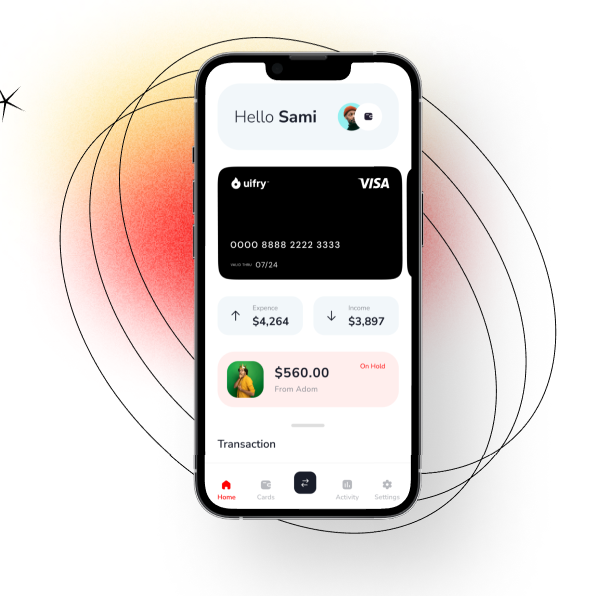 Hello Sami
uifry™
VISA
0000 8888 2222 3333
VALID THRU 07/24
Expence
$4,264
Income
$3,897
$560.00
On Hold
From Adom
Transaction
Home
Cards
Activity
Settings